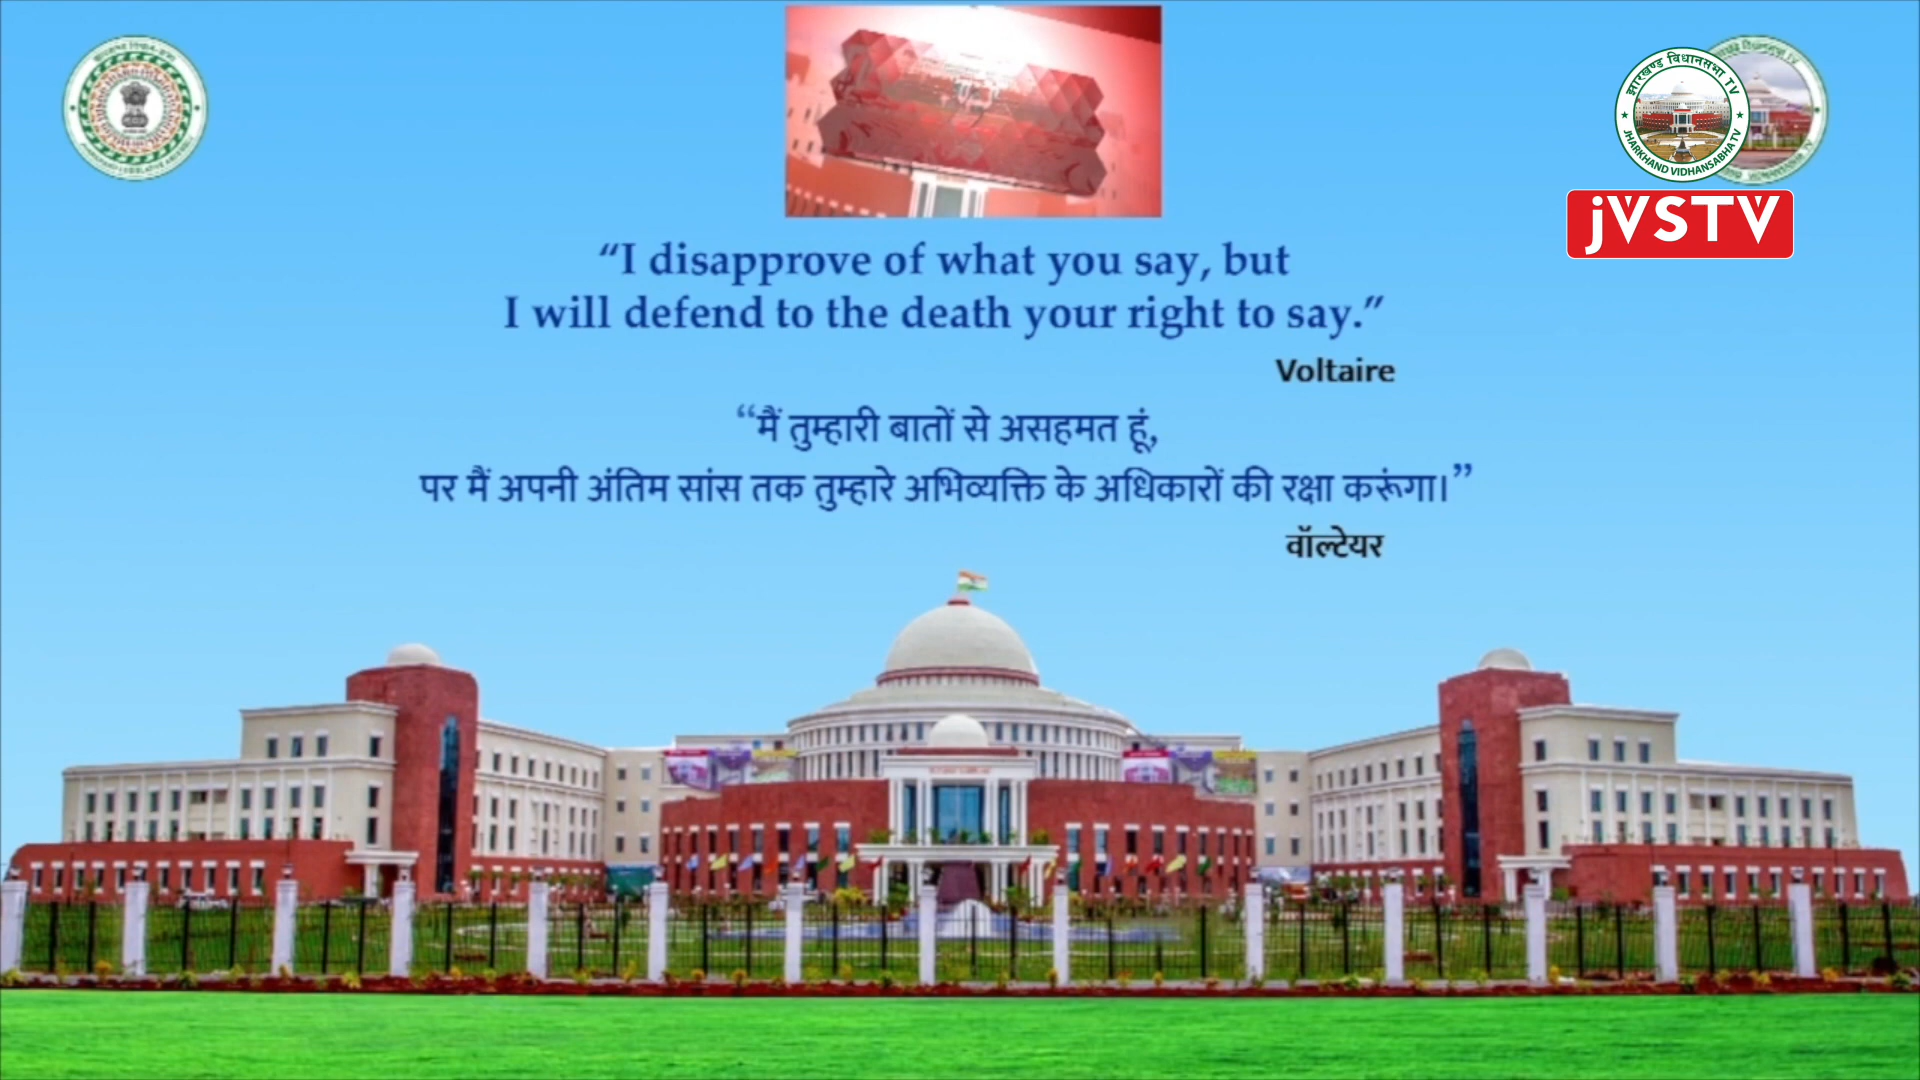 झारखण्ड विधानसभा TV
JHARKHAND VIDHANSABHA TV
jVSTV
“I disapprove of what you say, but
I will defend to the death your right to say.”
Voltaire
“मैं तुम्हारी बातों से असहमत हूं,
पर मैं अपनी अंतिम सांस तक तुम्हारे अभिव्यक्ति के अधिकारों की रक्षा करूंगा।”
वॉल्टेयर